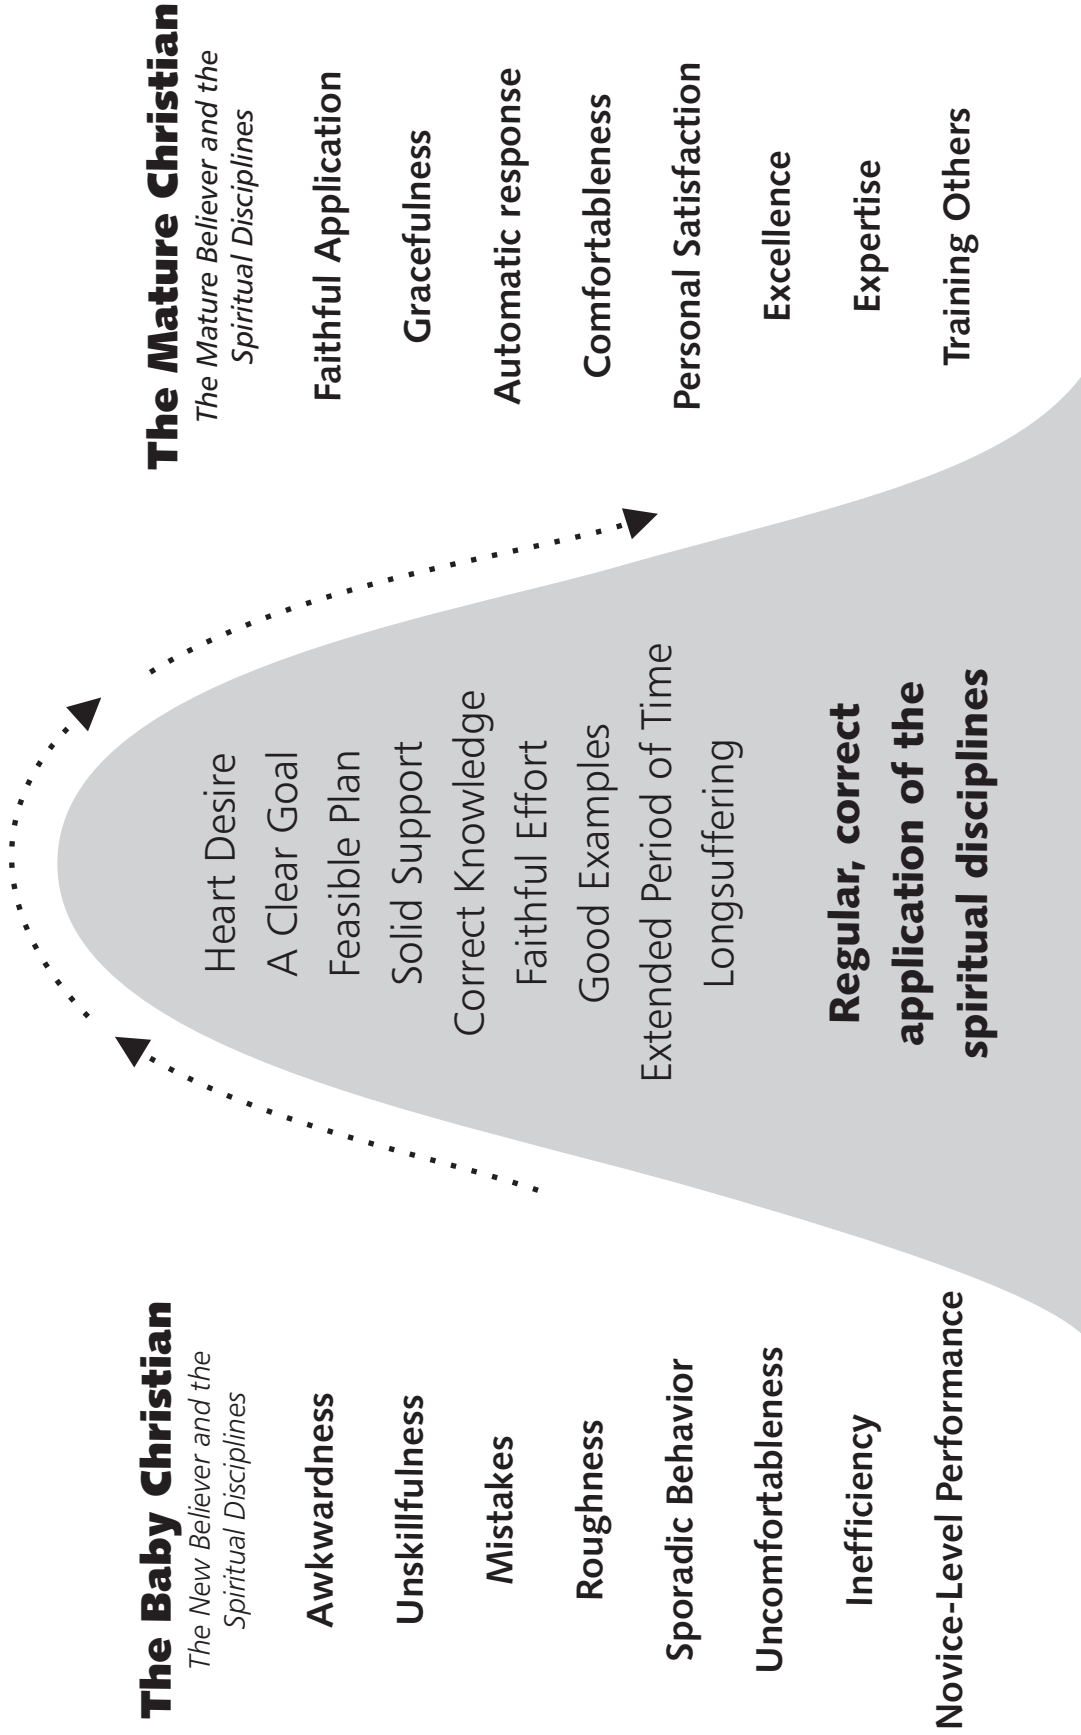 The Baby Christian
The New Believer and the
Spiritual Disciplines
Awkwardness
Unskillfulness
Mistakes
Roughness
Sporadic Behavior
Uncomfortableness
Inefficiency
Novice-Level Performance
Heart Desire
A Clear Goal
Feasible Plan
Solid Support
Correct Knowledge
Faithful Effort
Good Examples
Extended Period of Time
Longsuffering
Regular, correct
application of the
spiritual disciplines
The Mature Christian
The Mature Believer and the
Spiritual Disciplines
Faithful Application
Gracefulness
Automatic response
Comfortableness
Personal Satisfaction
Excellence
Expertise
Training Others